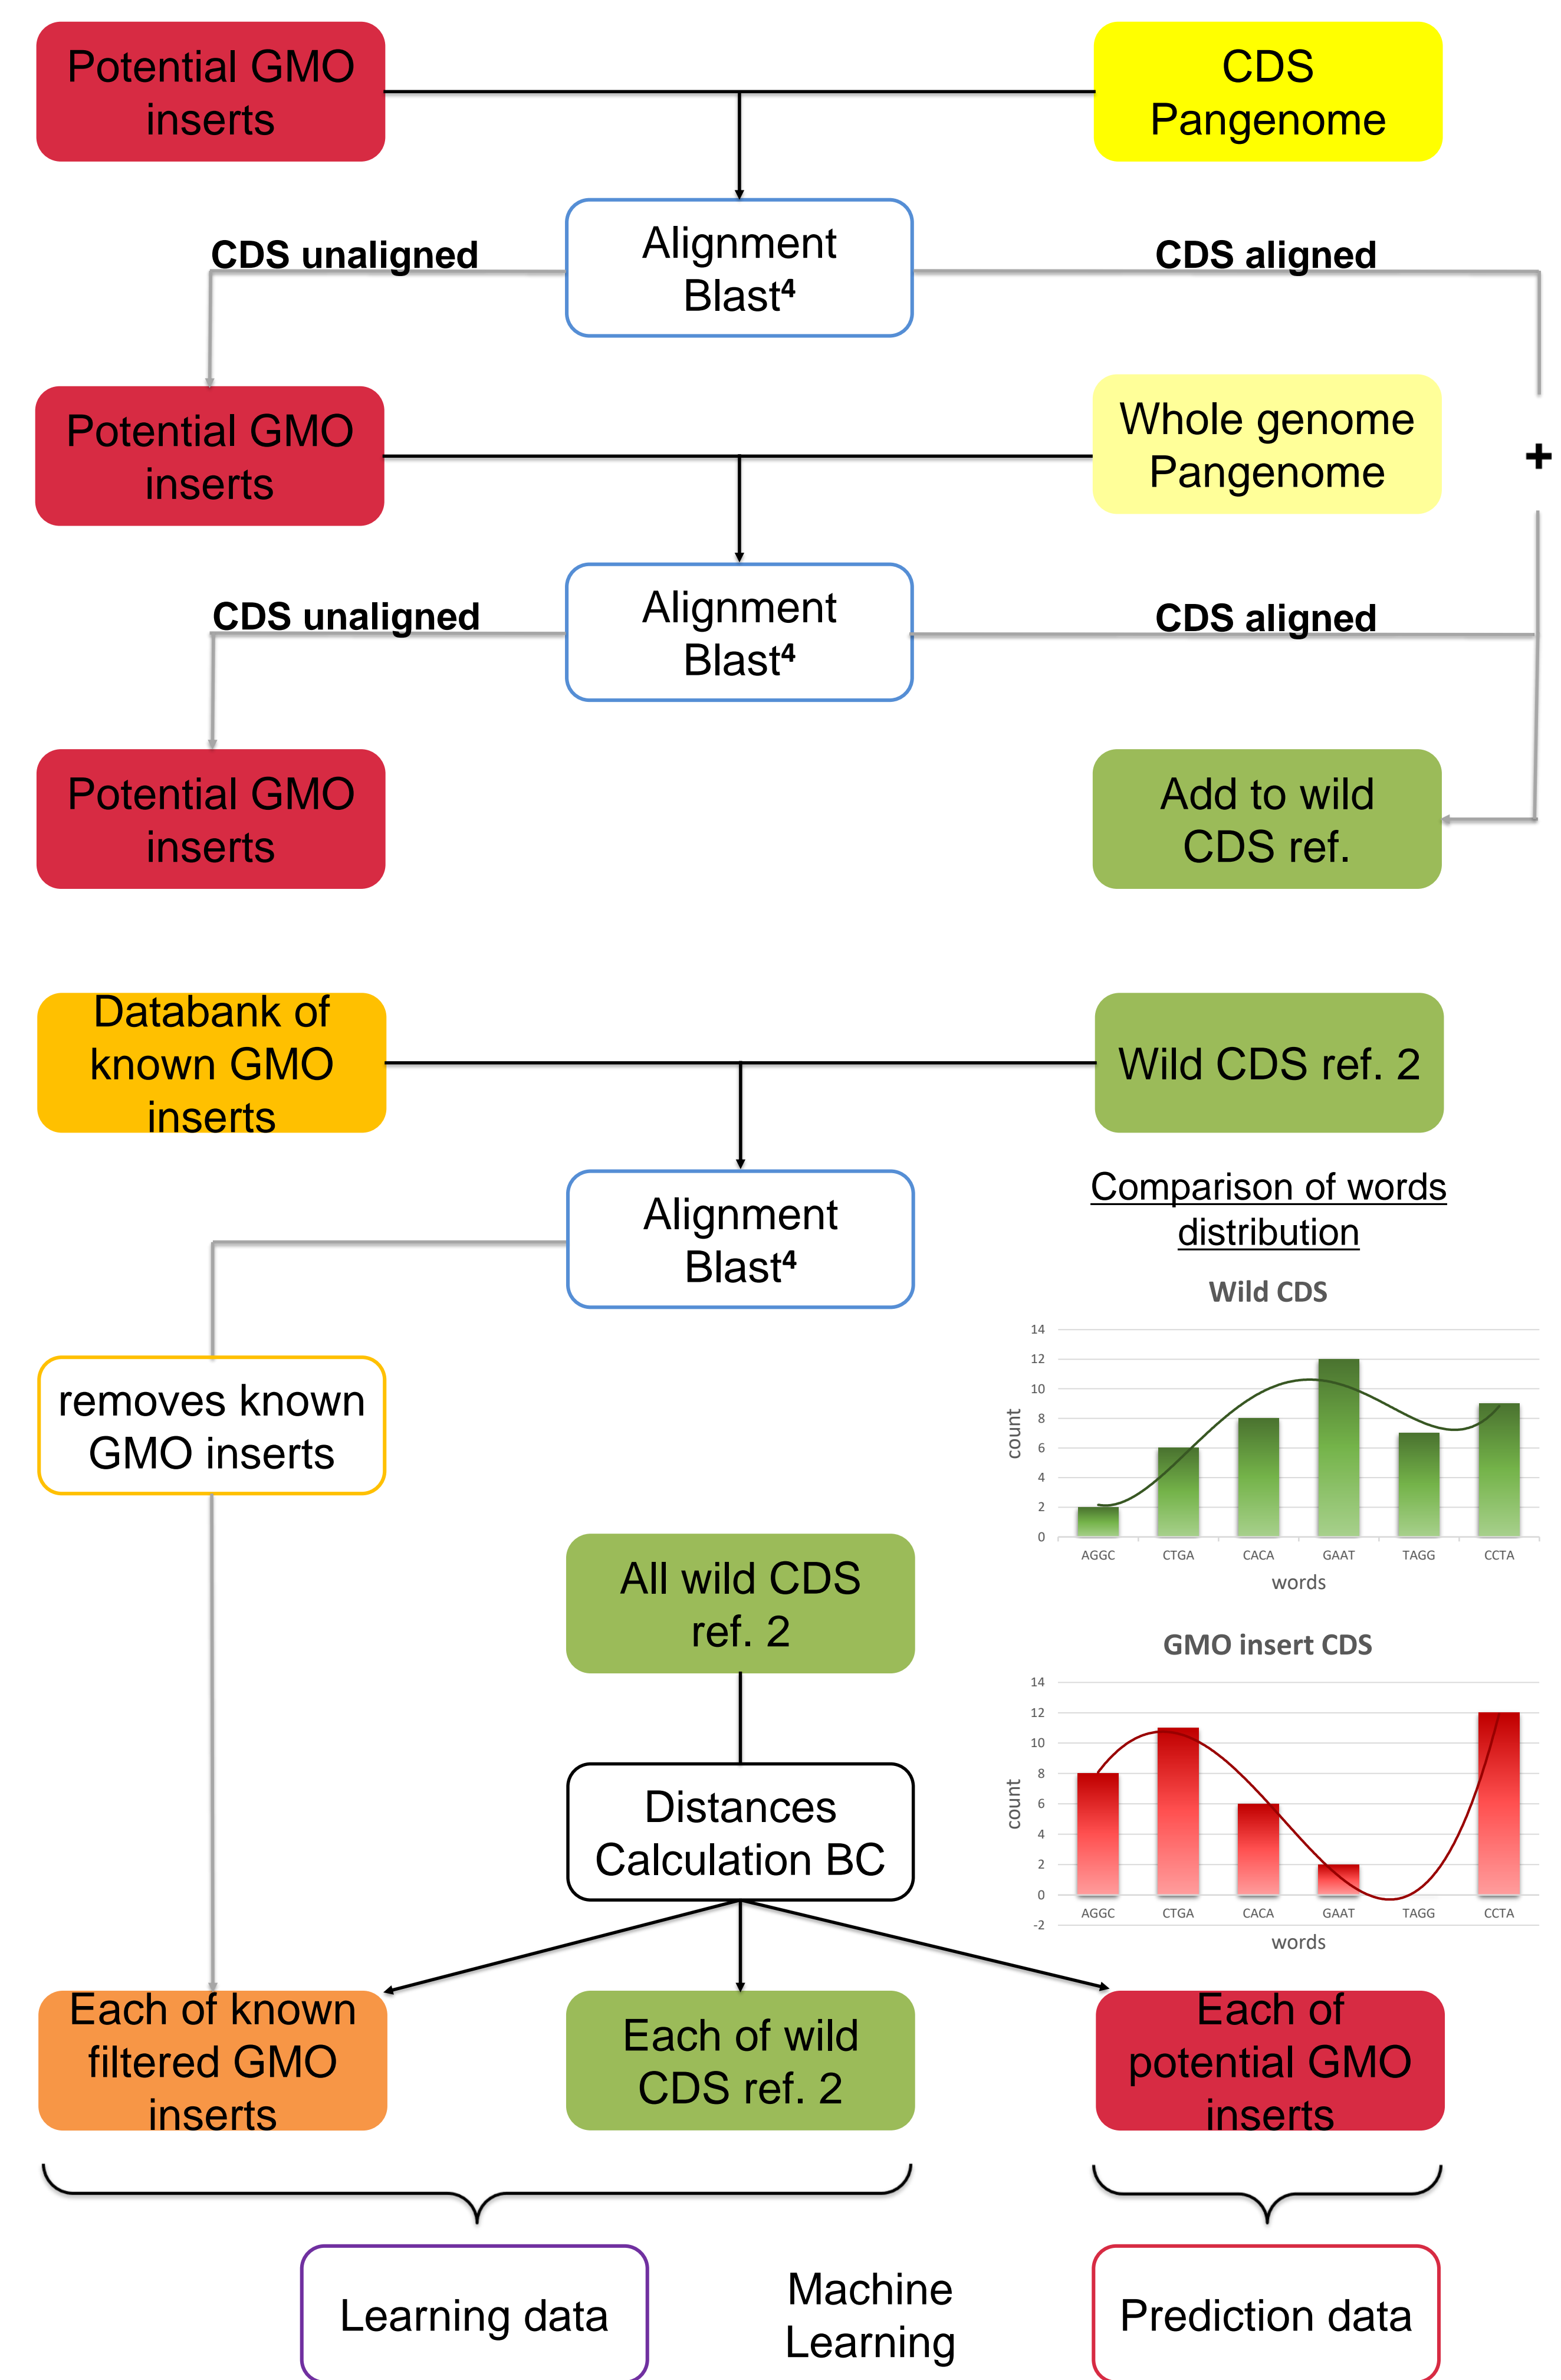 Potential GMO
inserts
CDS
Pangenome
Alignment
Blast⁴
CDS unaligned
CDS aligned
Potential GMO
inserts
Whole genome
Pangenome
+
Alignment
Blast⁴
CDS unaligned
CDS aligned
Potential GMO
inserts
Add to wild
CDS ref.
Databank of
known GMO
inserts
Wild CDS ref. 2
Alignment
Blast⁴
removes known
GMO inserts
Comparison of words
distribution
Wild CDS
14
12
10
8
6
4
2
0
count
AGGC CTGA CACA GAAT TAGG CCTA
words
All wild CDS
ref. 2
GMO insert CDS
14
12
10
8
6
4
2
0
-2
count
AGGC CTGA CACA GAAT TAGG CCTA
words
Distances
Calculation BC
Each of known
filtered GMO
inserts
Each of wild
CDS ref. 2
Each of
potential GMO
inserts
Learning data
Machine
Learning
Prediction data